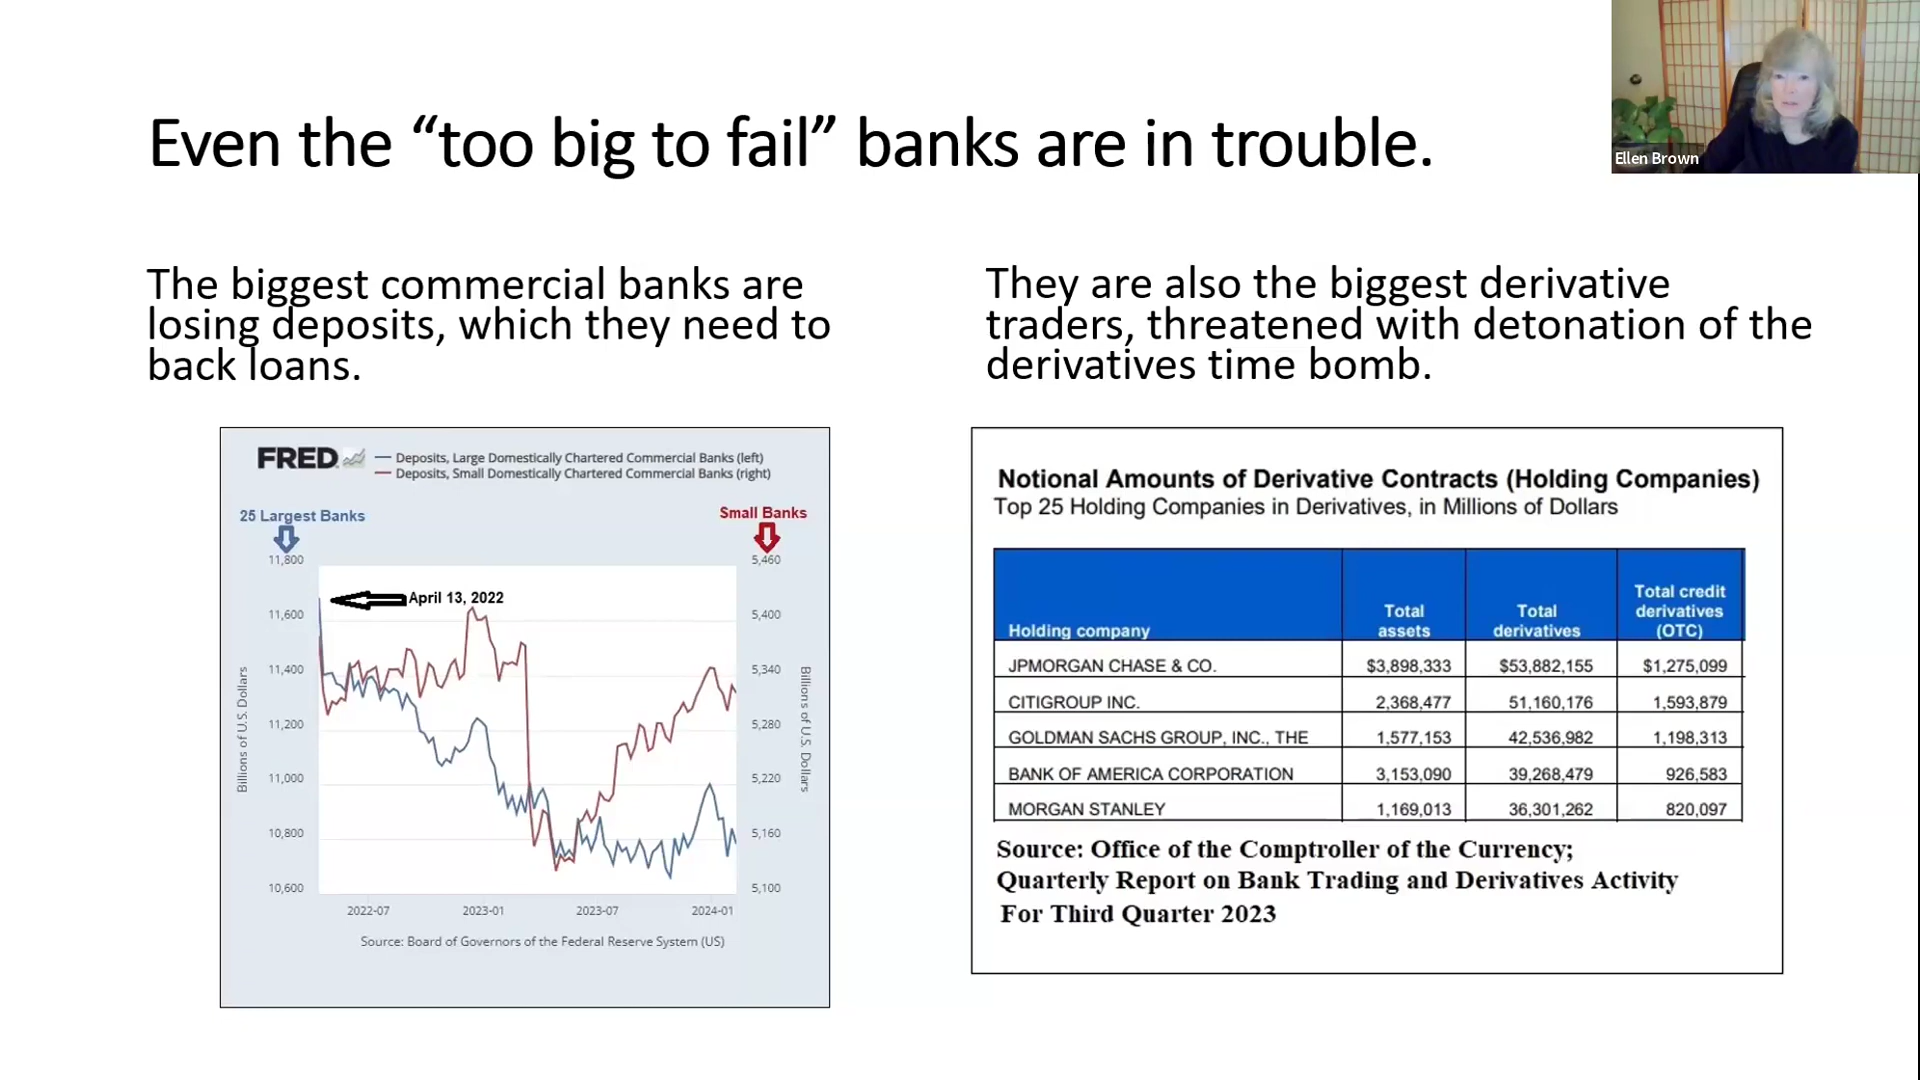 Even the “too big to fail” banks are in trouble.
Ellen Brown
The biggest commercial banks are
losing deposits, which they need to
back loans.
They are also the biggest derivative
traders, threatened with detonation of the
derivatives time bomb.
FRED
Deposits, Large Domestically Chartered Commercial Banks (left)
Deposits, Small Domestically Chartered Commercial Banks (right)
25 Largest Banks
Small Banks
11,800
11,600
11,400
11,200
11,000
10,800
10,600
Billions of U.S. Dollars
April 13, 2022
5,460
5,400
5,340
5,280
5,220
5,160
5,100
Billions of U.S. Dollars
2022-07 2023-01 2023-07 2024-01
Source: Board of Governors of the Federal Reserve System (US)
Notional Amounts of Derivative Contracts (Holding Companies)
Top 25 Holding Companies in Derivatives, in Millions of Dollars
Holding company Total assets Total derivatives Total credit derivatives (OTC)
JPMORGAN CHASE & CO. $3,898,333 $53,882,155 $1,275,099
CITIGROUP INC. 2,368,477 51,160,176 1,593,879
GOLDMAN SACHS GROUP, INC., THE 1,577,153 42,536,982 1,198,313
BANK OF AMERICA CORPORATION 3,153,090 39,268,479 926,583
MORGAN STANLEY 1,169,013 36,301,262 820,097
Source: Office of the Comptroller of the Currency;
Quarterly Report on Bank Trading and Derivatives Activity
For Third Quarter 2023